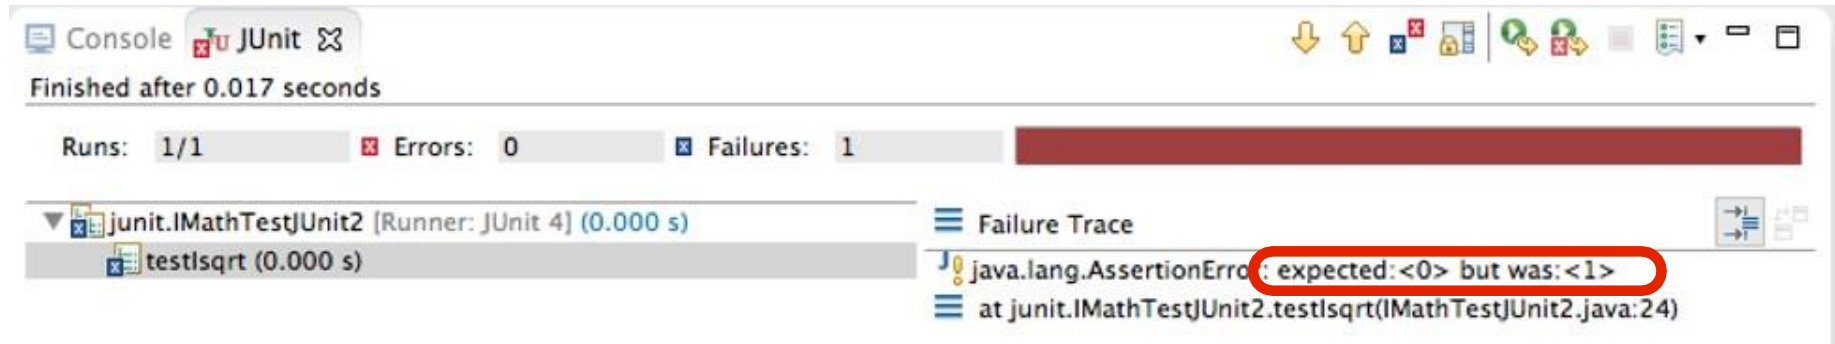 Console JUnit
Finished after 0.017 seconds
Runs: 1/1 Errors: 0 Failures: 1
junit.IMathTestJUnit2 [Runner: JUnit 4] (0.000 s)
testIsqrt (0.000 s)
Failure Trace
java.lang.AssertionError: expected:<0> but was:<1>
at junit.IMathTestJUnit2.testIsqrt(IMathTestJUnit2.java:24)